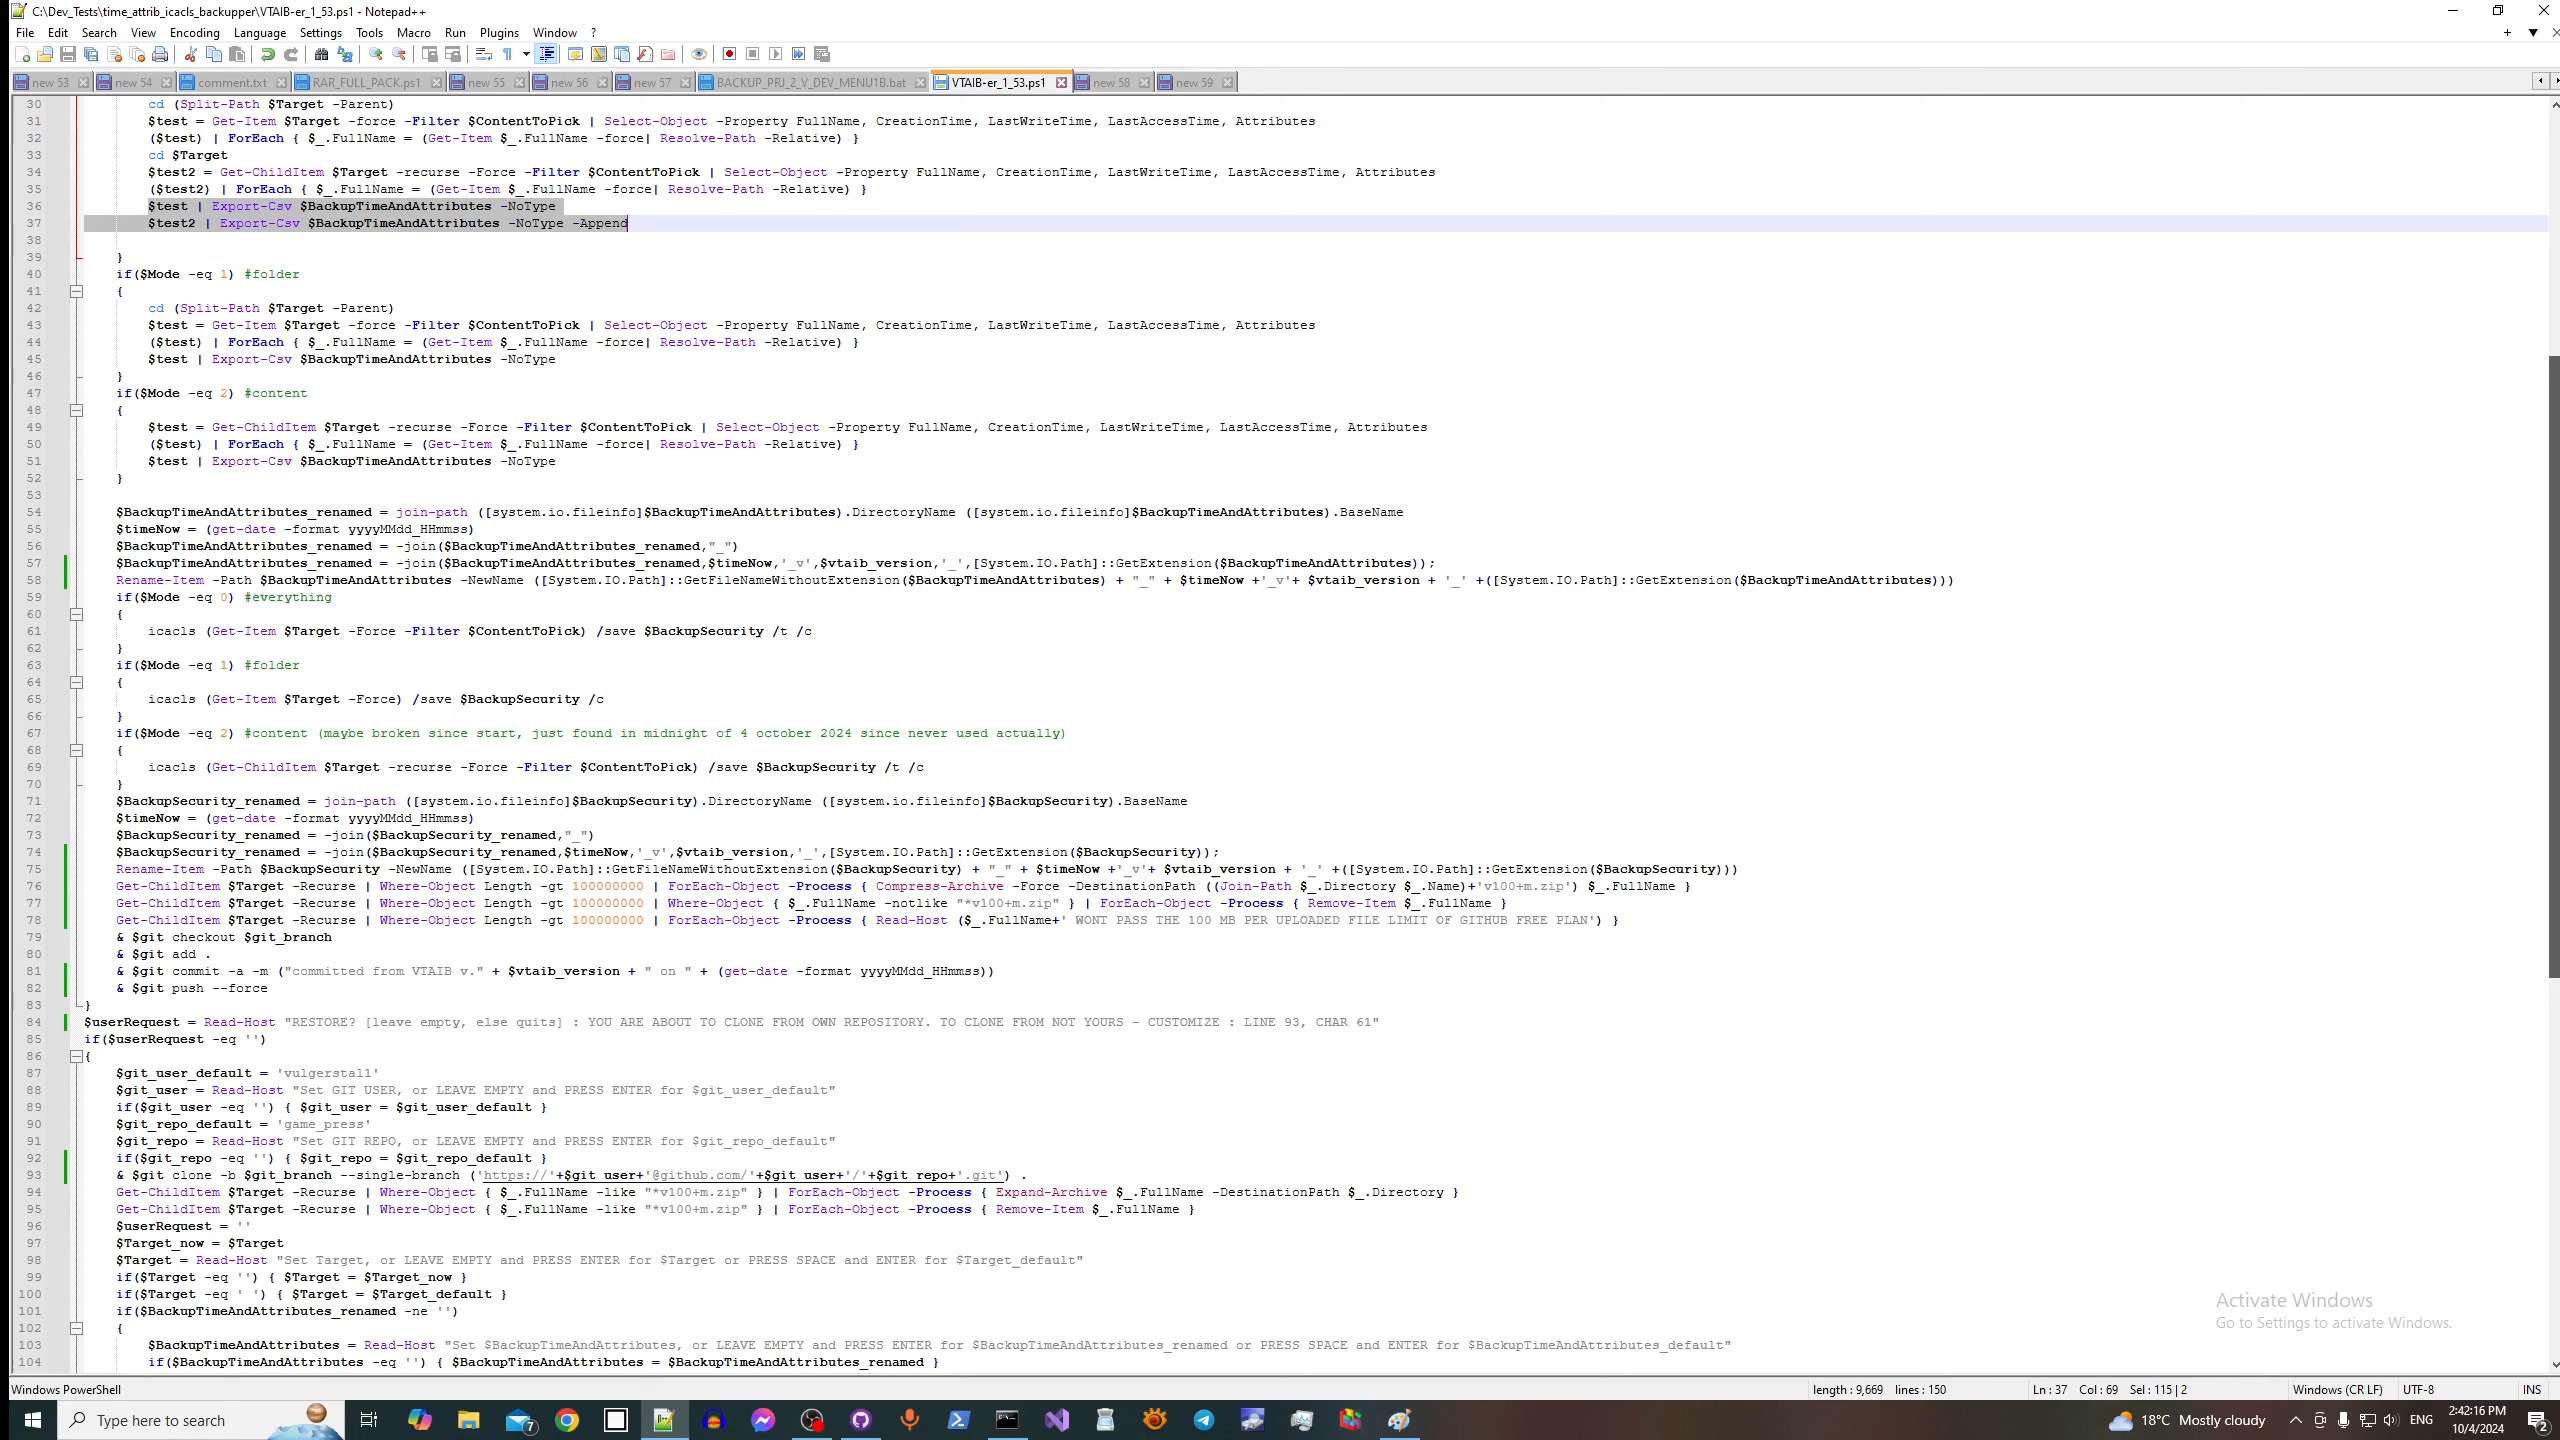 C:\Dev_Tests\time_attrib_icacls_backupper\VTAIB-er_1_53.ps1 - Notepad++
File Edit Search View Encoding Language Settings Tools Macro Run Plugins Window ?
new 53 new 54 comment.txt RAR_FULL_PACK.ps1 new 55 new 56 new 57 BACKUP_PRJ_2_V_DEV_MENU1B.bat VTAIB-er_1_53.ps1 new 58 new 59
30 cd (Split-Path $Target -Parent)
31 $test = Get-Item $Target -force -Filter $ContentToPick | Select-Object -Property FullName, CreationTime, LastWriteTime, LastAccessTime, Attributes
32 ($test) | ForEach { $_.FullName = (Get-Item $_.FullName -force| Resolve-Path -Relative) }
33 cd $Target
34 $test2 = Get-ChildItem $Target -recurse -Force -Filter $ContentToPick | Select-Object -Property FullName, CreationTime, LastWriteTime, LastAccessTime, Attributes
35 ($test2) | ForEach { $_.FullName = (Get-Item $_.FullName -force| Resolve-Path -Relative) }
36 $test | Export-Csv $BackupTimeAndAttributes -NoType
37 $test2 | Export-Csv $BackupTimeAndAttributes -NoType -Append
38
39 }
40 if($Mode -eq 1) #folder
41 {
42 cd (Split-Path $Target -Parent)
43 $test = Get-Item $Target -force -Filter $ContentToPick | Select-Object -Property FullName, CreationTime, LastWriteTime, LastAccessTime, Attributes
44 ($test) | ForEach { $_.FullName = (Get-Item $_.FullName -force| Resolve-Path -Relative) }
45 $test | Export-Csv $BackupTimeAndAttributes -NoType
46 }
47 if($Mode -eq 2) #content
48 {
49 $test = Get-ChildItem $Target -recurse -Force -Filter $ContentToPick | Select-Object -Property FullName, CreationTime, LastWriteTime, LastAccessTime, Attributes
50 ($test) | ForEach { $_.FullName = (Get-Item $_.FullName -force| Resolve-Path -Relative) }
51 $test | Export-Csv $BackupTimeAndAttributes -NoType
52 }
53
54 $BackupTimeAndAttributes_renamed = join-path ([system.io.fileinfo]$BackupTimeAndAttributes).DirectoryName ([system.io.fileinfo]$BackupTimeAndAttributes).BaseName
55 $timeNow = (get-date -format yyyyMMdd_HHmmss)
56 $BackupTimeAndAttributes_renamed = -join($BackupTimeAndAttributes_renamed,"_")
57 $BackupTimeAndAttributes_renamed = -join($BackupTimeAndAttributes_renamed,$timeNow,'_v',$vtaib_version,'_',[System.IO.Path]::GetExtension($BackupTimeAndAttributes));
58 Rename-Item -Path $BackupTimeAndAttributes -NewName ([System.IO.Path]::GetFileNameWithoutExtension($BackupTimeAndAttributes) + "_" + $timeNow +'_v'+ $vtaib_version + '_' +([System.IO.Path]::GetExtension($BackupTimeAndAttributes)))
59 if($Mode -eq 0) #everything
60 {
61 icacls (Get-Item $Target -Force -Filter $ContentToPick) /save $BackupSecurity /t /c
62 }
63 if($Mode -eq 1) #folder
64 {
65 icacls (Get-Item $Target -Force) /save $BackupSecurity /c
66 }
67 if($Mode -eq 2) #content (maybe broken since start, just found in midnight of 4 october 2024 since never used actually)
68 {
69 icacls (Get-ChildItem $Target -recurse -Force -Filter $ContentToPick) /save $BackupSecurity /t /c
70 }
71 $BackupSecurity_renamed = join-path ([system.io.fileinfo]$BackupSecurity).DirectoryName ([system.io.fileinfo]$BackupSecurity).BaseName
72 $timeNow = (get-date -format yyyyMMdd_HHmmss)
73 $BackupSecurity_renamed = -join($BackupSecurity_renamed,"_")
74 $BackupSecurity_renamed = -join($BackupSecurity_renamed,$timeNow,'_v',$vtaib_version,'_',[System.IO.Path]::GetExtension($BackupSecurity));
75 Rename-Item -Path $BackupSecurity -NewName ([System.IO.Path]::GetFileNameWithoutExtension($BackupSecurity) + "_" + $timeNow +'_v'+ $vtaib_version + '_' +([System.IO.Path]::GetExtension($BackupSecurity)))
76 Get-ChildItem $Target -Recurse | Where-Object Length -gt 100000000 | ForEach-Object -Process { Compress-Archive -Force -DestinationPath ((Join-Path $_.Directory $_.Name)+'v100+m.zip') $_.FullName }
77 Get-ChildItem $Target -Recurse | Where-Object Length -gt 100000000 | Where-Object { $_.FullName -notlike "*v100+m.zip" } | ForEach-Object -Process { Remove-Item $_.FullName }
78 Get-ChildItem $Target -Recurse | Where-Object Length -gt 100000000 | ForEach-Object -Process { Read-Host ($_.FullName+' WONT PASS THE 100 MB PER UPLOADED FILE LIMIT OF GITHUB FREE PLAN') }
79 & $git checkout $git_branch
80 & $git add .
81 & $git commit -a -m ("committed from VTAIB v." + $vtaib_version + " on " + (get-date -format yyyyMMdd_HHmmss))
82 & $git push --force
83 }
84 $userRequest = Read-Host "RESTORE? [leave empty, else quits] : YOU ARE ABOUT TO CLONE FROM OWN REPOSITORY. TO CLONE FROM NOT YOURS - CUSTOMIZE : LINE 93, CHAR 61"
85 if($userRequest -eq '')
86 {
87 $git_user_default = 'vulgerstal1'
88 $git_user = Read-Host "Set GIT USER, or LEAVE EMPTY and PRESS ENTER for $git_user_default"
89 if($git_user -eq '') { $git_user = $git_user_default }
90 $git_repo_default = 'game_press'
91 $git_repo = Read-Host "Set GIT REPO, or LEAVE EMPTY and PRESS ENTER for $git_repo_default"
92 if($git_repo -eq '') { $git_repo = $git_repo_default }
93 & $git clone -b $git_branch --single-branch ('https://'+$git_user+'@github.com/'+$git_user+'/'+$git_repo+'.git') .
94 Get-ChildItem $Target -Recurse | Where-Object { $_.FullName -like "*v100+m.zip" } | ForEach-Object -Process { Expand-Archive $_.FullName -DestinationPath $_.Directory }
95 Get-ChildItem $Target -Recurse | Where-Object { $_.FullName -like "*v100+m.zip" } | ForEach-Object -Process { Remove-Item $_.FullName }
96 $userRequest = ''
97 $Target_now = $Target
98 $Target = Read-Host "Set Target, or LEAVE EMPTY and PRESS ENTER for $Target or PRESS SPACE and ENTER for $Target_default"
99 if($Target -eq '') { $Target = $Target_now }
100 if($Target -eq ' ') { $Target = $Target_default }
101 if($BackupTimeAndAttributes_renamed -ne '')
102 {
103 $BackupTimeAndAttributes = Read-Host "Set $BackupTimeAndAttributes, or LEAVE EMPTY and PRESS ENTER for $BackupTimeAndAttributes_renamed or PRESS SPACE and ENTER for $BackupTimeAndAttributes_default"
104 if($BackupTimeAndAttributes -eq '') { $BackupTimeAndAttributes = $BackupTimeAndAttributes_renamed }
Activate Windows
Go to Settings to activate Windows.
Windows PowerShell length : 9,669 lines : 150 Ln : 37 Col : 69 Sel : 115 | 2 Windows (CR LF) UTF-8 INS
Type here to search 7 18°C Mostly cloudy ENG 2:42:16 PM
10/4/2024 2